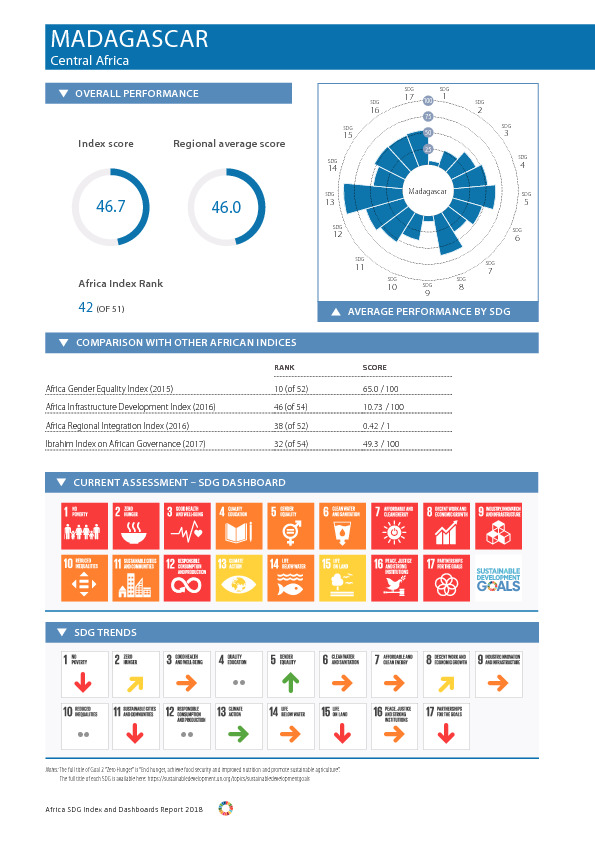 MADAGASCAR
Central Africa
OVERALL PERFORMANCE
Index score
Regional average score
46.7
46.0
Africa Index Rank
42 (OF 51)
SDG 17
SDG 1
SDG 2
SDG 3
SDG 4
SDG 5
SDG 6
SDG 7
SDG 8
SDG 9
SDG 10
SDG 11
SDG 12
SDG 13
SDG 14
SDG 15
SDG 16
100
75
50
25
Madagascar
AVERAGE PERFORMANCE BY SDG
COMPARISON WITH OTHER AFRICAN INDICES
RANK SCORE
Africa Gender Equality Index (2015) 10 (of 52) 65.0 / 100
Africa Infrastructure Development Index (2016) 46 (of 54) 10.73 / 100
Africa Regional Integration Index (2016) 38 (of 52) 0.42 / 1
Ibrahim Index on African Governance (2017) 32 (of 54) 49.3 / 100
CURRENT ASSESSMENT – SDG DASHBOARD
1 NO POVERTY
2 ZERO HUNGER
3 GOOD HEALTH AND WELL-BEING
4 QUALITY EDUCATION
5 GENDER EQUALITY
6 CLEAN WATER AND SANITATION
7 AFFORDABLE AND CLEAN ENERGY
8 DECENT WORK AND ECONOMIC GROWTH
9 INDUSTRY, INNOVATION AND INFRASTRUCTURE
10 REDUCED INEQUALITIES
11 SUSTAINABLE CITIES AND COMMUNITIES
12 RESPONSIBLE CONSUMPTION AND PRODUCTION
13 CLIMATE ACTION
14 LIFE BELOW WATER
15 LIFE ON LAND
16 PEACE, JUSTICE AND STRONG INSTITUTIONS
17 PARTNERSHIPS FOR THE GOALS
SUSTAINABLE DEVELOPMENT GOALS
SDG TRENDS
1 NO POVERTY
2 ZERO HUNGER
3 GOOD HEALTH AND WELL-BEING
4 QUALITY EDUCATION
5 GENDER EQUALITY
6 CLEAN WATER AND SANITATION
7 AFFORDABLE AND CLEAN ENERGY
8 DECENT WORK AND ECONOMIC GROWTH
9 INDUSTRY, INNOVATION AND INFRASTRUCTURE
10 REDUCED INEQUALITIES
11 SUSTAINABLE CITIES AND COMMUNITIES
12 RESPONSIBLE CONSUMPTION AND PRODUCTION
13 CLIMATE ACTION
14 LIFE BELOW WATER
15 LIFE ON LAND
16 PEACE, JUSTICE AND STRONG INSTITUTIONS
17 PARTNERSHIPS FOR THE GOALS
Notes: The full title of Goal 2 "Zero Hunger" is "End hunger, achieve food security and improved nutrition and promote sustainable agriculture".
The full title of each SDG is available here: https://sustainabledevelopment.un.org/topics/sustainabledevelopmentgoals
Africa SDG Index and Dashboards Report 2018